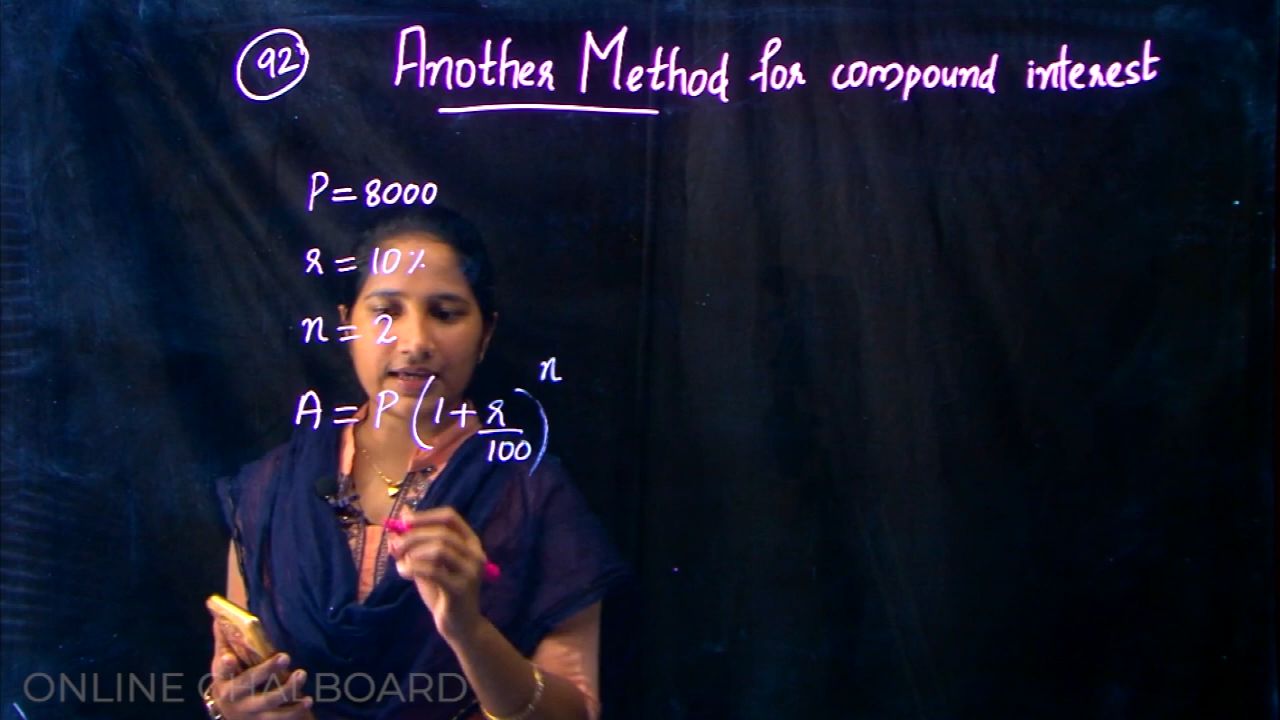 92 Another Method for compound interest
P = 8000
r = 10%
n = 2
A = P (1 + r/100)^n
ONLINE CHALBOARD